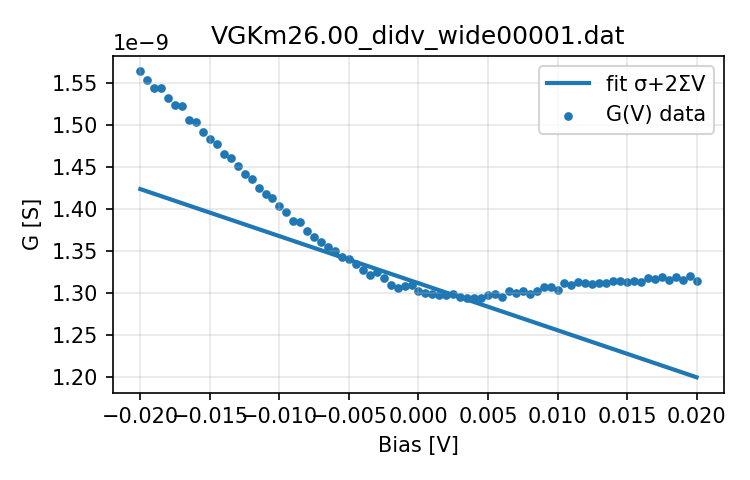 VGKm26.00_didv_wide00001.dat
1e−9
fit σ+2ΣV
G(V) data
1.55
1.50
1.45
1.40
1.35
1.30
1.25
1.20
G [S]
−0.020 −0.015 −0.010 −0.005 0.000 0.005 0.010 0.015 0.020
Bias [V]